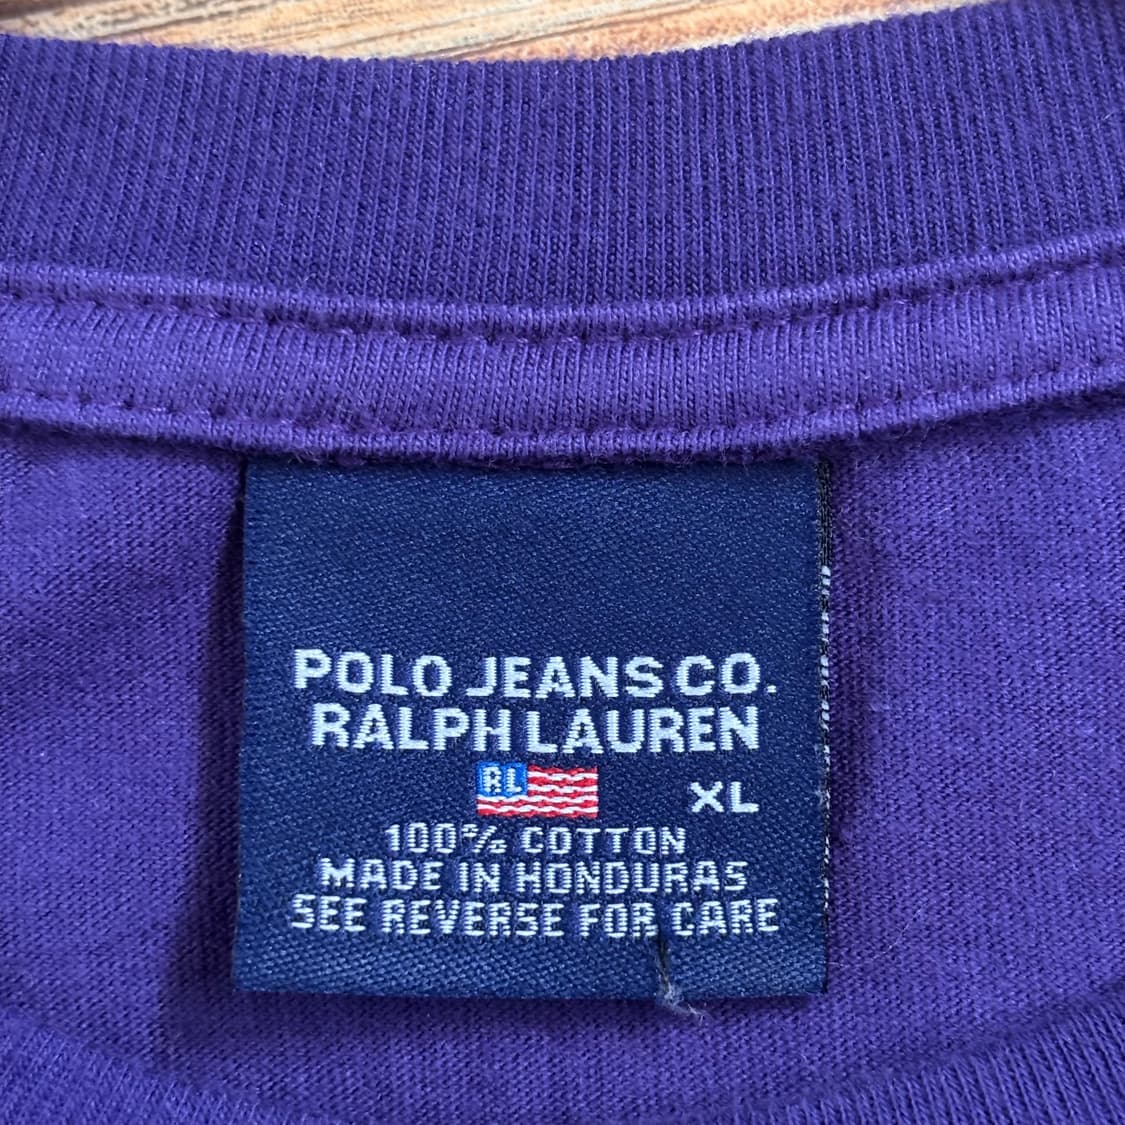 POLO JEANS CO.
RALPH LAUREN
RL
XL
100% COTTON
MADE IN HONDURAS
SEE REVERSE FOR CARE